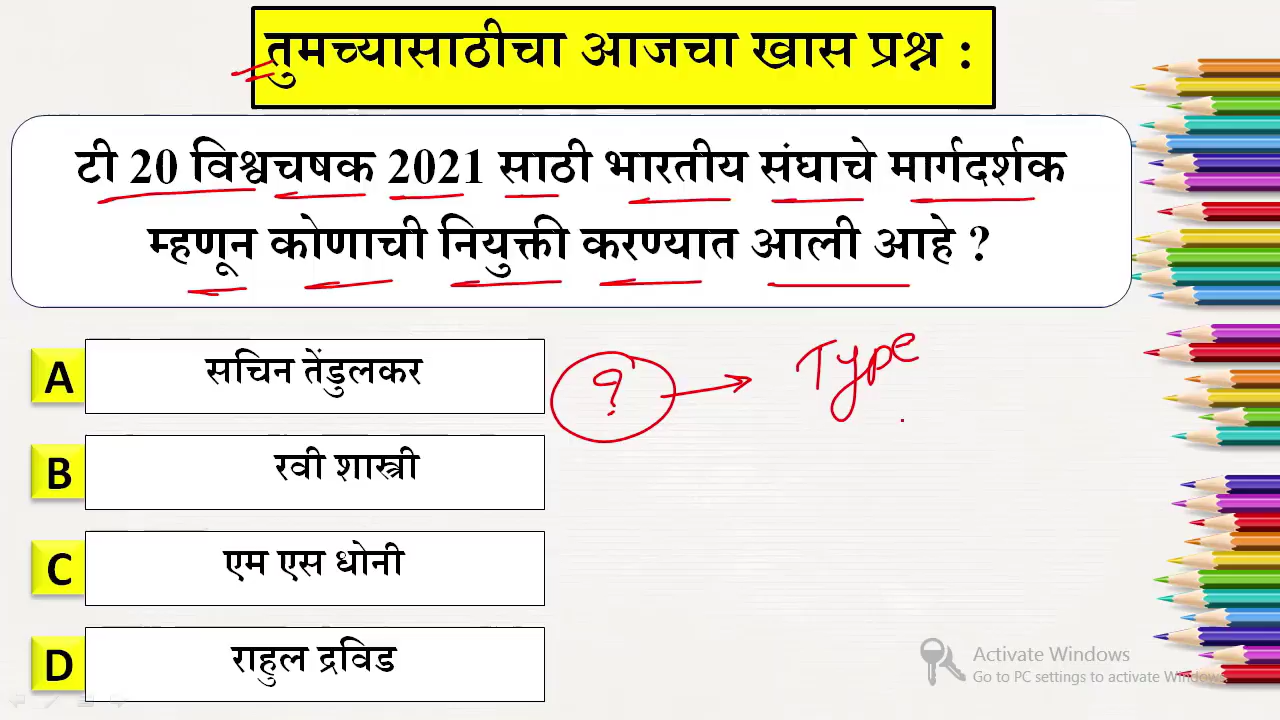 तुमच्यासाठीचा आजचा खास प्रश्न :
टी 20 विश्वचषक 2021 साठी भारतीय संघाचे मार्गदर्शक
म्हणून कोणाची नियुक्ती करण्यात आली आहे ?
A सचिन तेंडुलकर
? Type
B रवी शास्त्री
C एम एस धोनी
D राहुल द्रविड
Activate Windows
Go to PC settings to activate Windows.